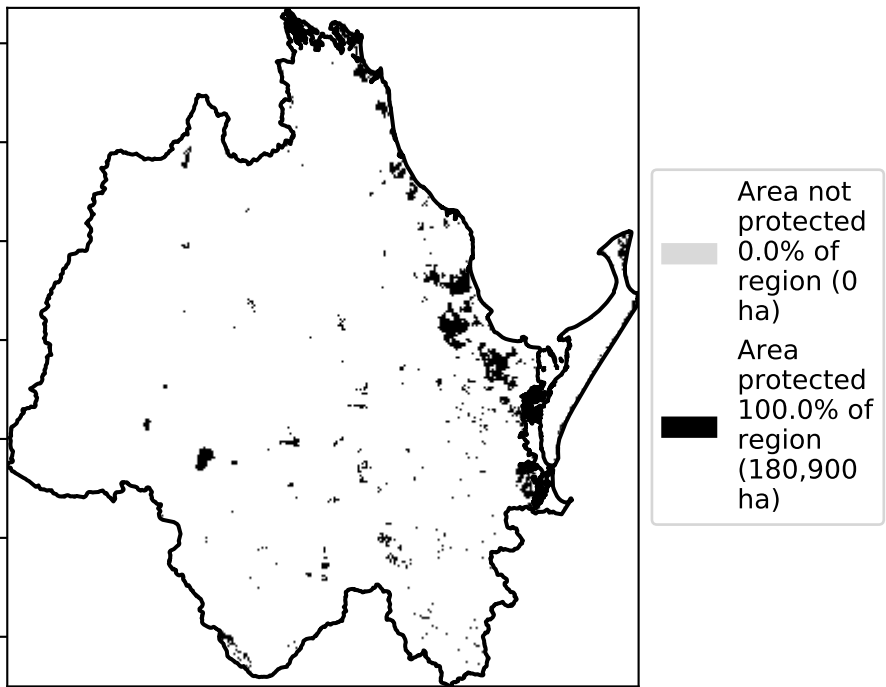 Area not
protected
0.0% of
region (0
ha)
Area
protected
100.0% of
region
(180,900
ha)